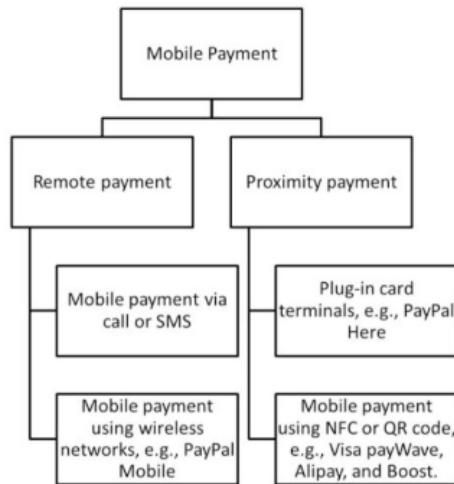 Mobile Payment
Remote payment
Proximity payment
Mobile payment via
call or SMS
Plug-in card
terminals, e.g., PayPal
Here
Mobile payment
using wireless
networks, e.g., PayPal
Mobile
Mobile payment
using NFC or QR code,
e.g., Visa payWave,
Alipay, and Boost.